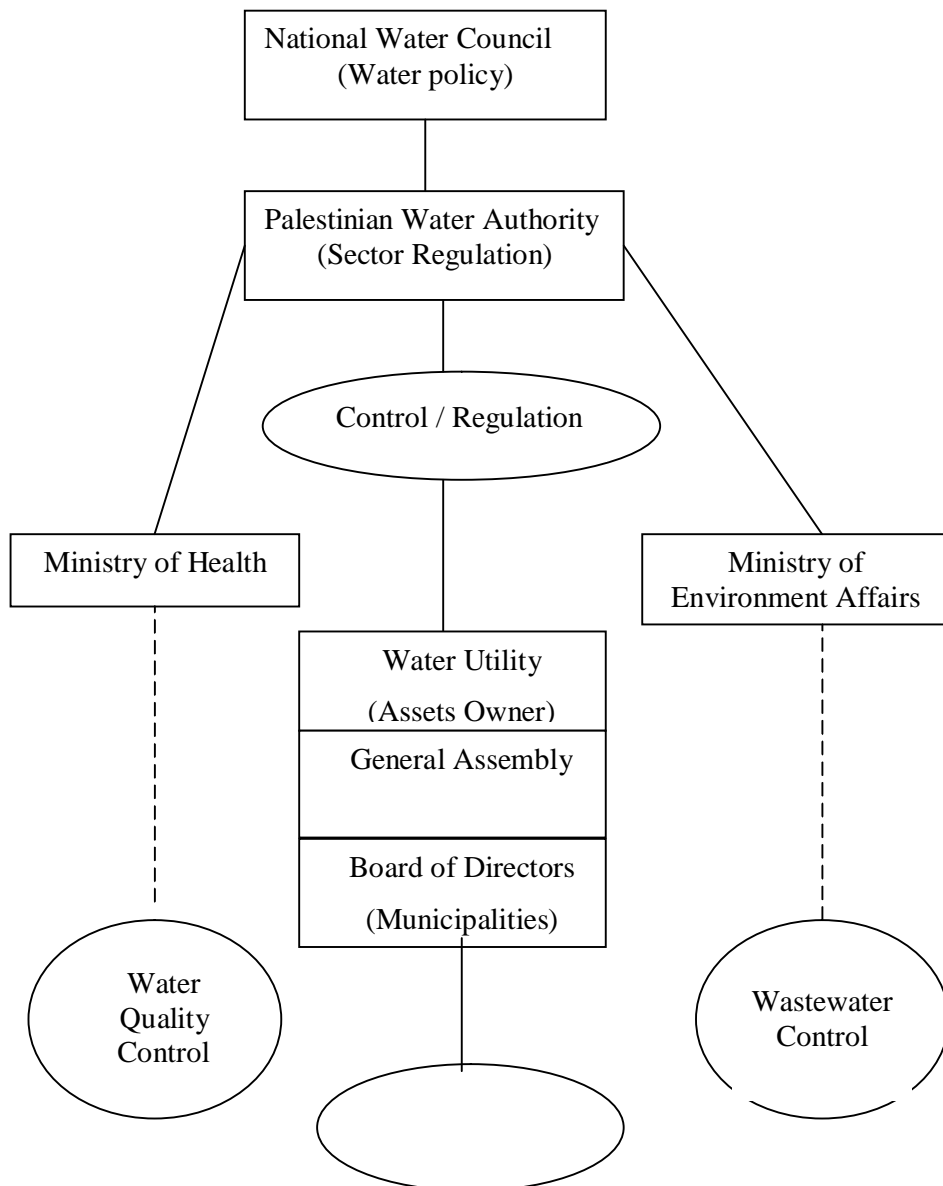 National Water Council
(Water policy)
Palestinian Water Authority
(Sector Regulation)
Control / Regulation
Ministry of Health
Ministry of
Environment Affairs
Water Utility
(Assets Owner)
General Assembly
Board of Directors
(Municipalities)
Water
Quality
Control
Wastewater
Control